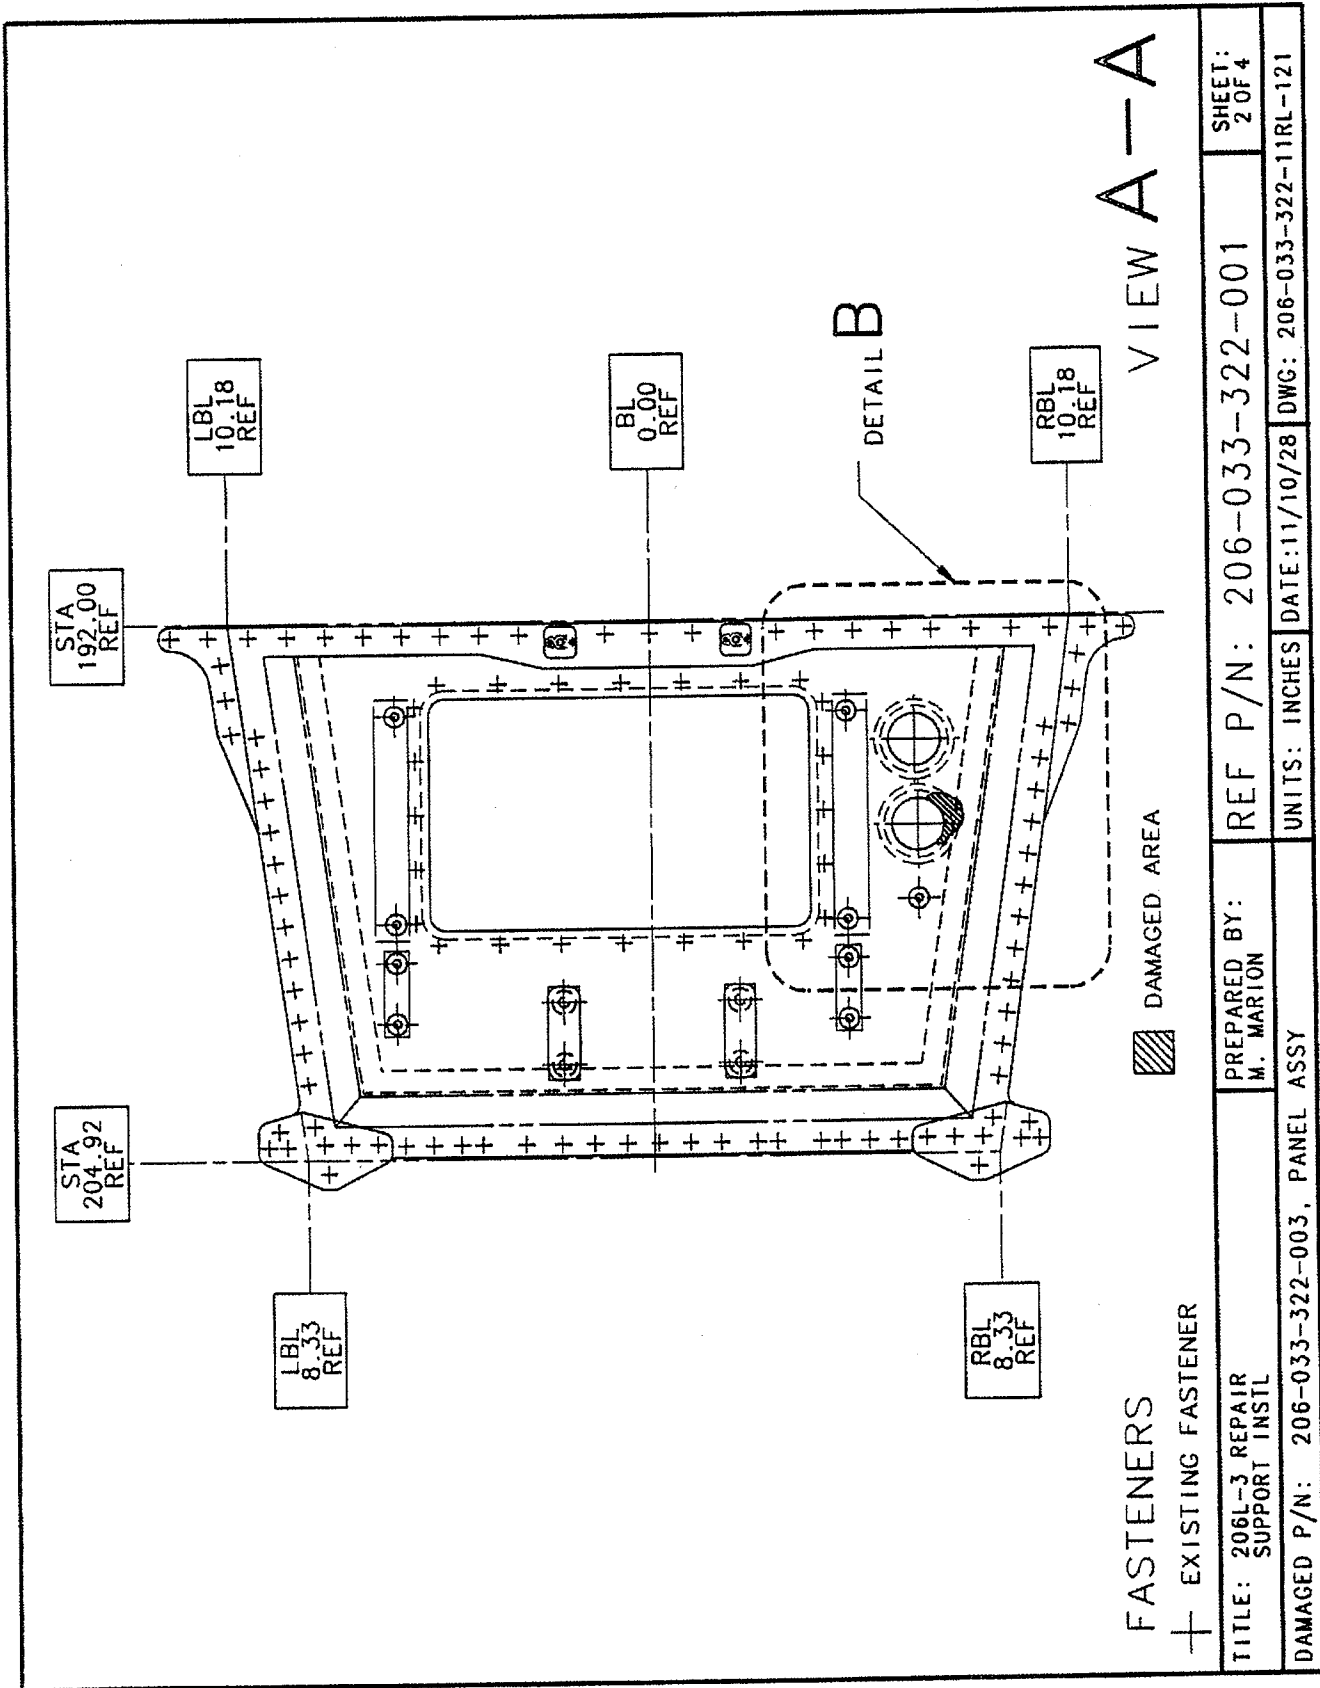 STA
204.92
REF
STA
192.00
REF
LBL
8.33
REF
LBL
10.18
REF
BL
0.00
REF
RBL
8.33
REF
RBL
10.18
REF
DETAIL B
FASTENERS
EXISTING FASTENER
DAMAGED AREA
VIEW A-A
TITLE: 206L-3 REPAIR
SUPPORT INSTL
PREPARED BY:
M. MARION
REF P/N: 206-033-322-001
SHEET:
2 OF 4
DAMAGED P/N: 206-033-322-003, PANEL ASSY
UNITS: INCHES
DATE:11/10/28
DWG: 206-033-322-11RL-121